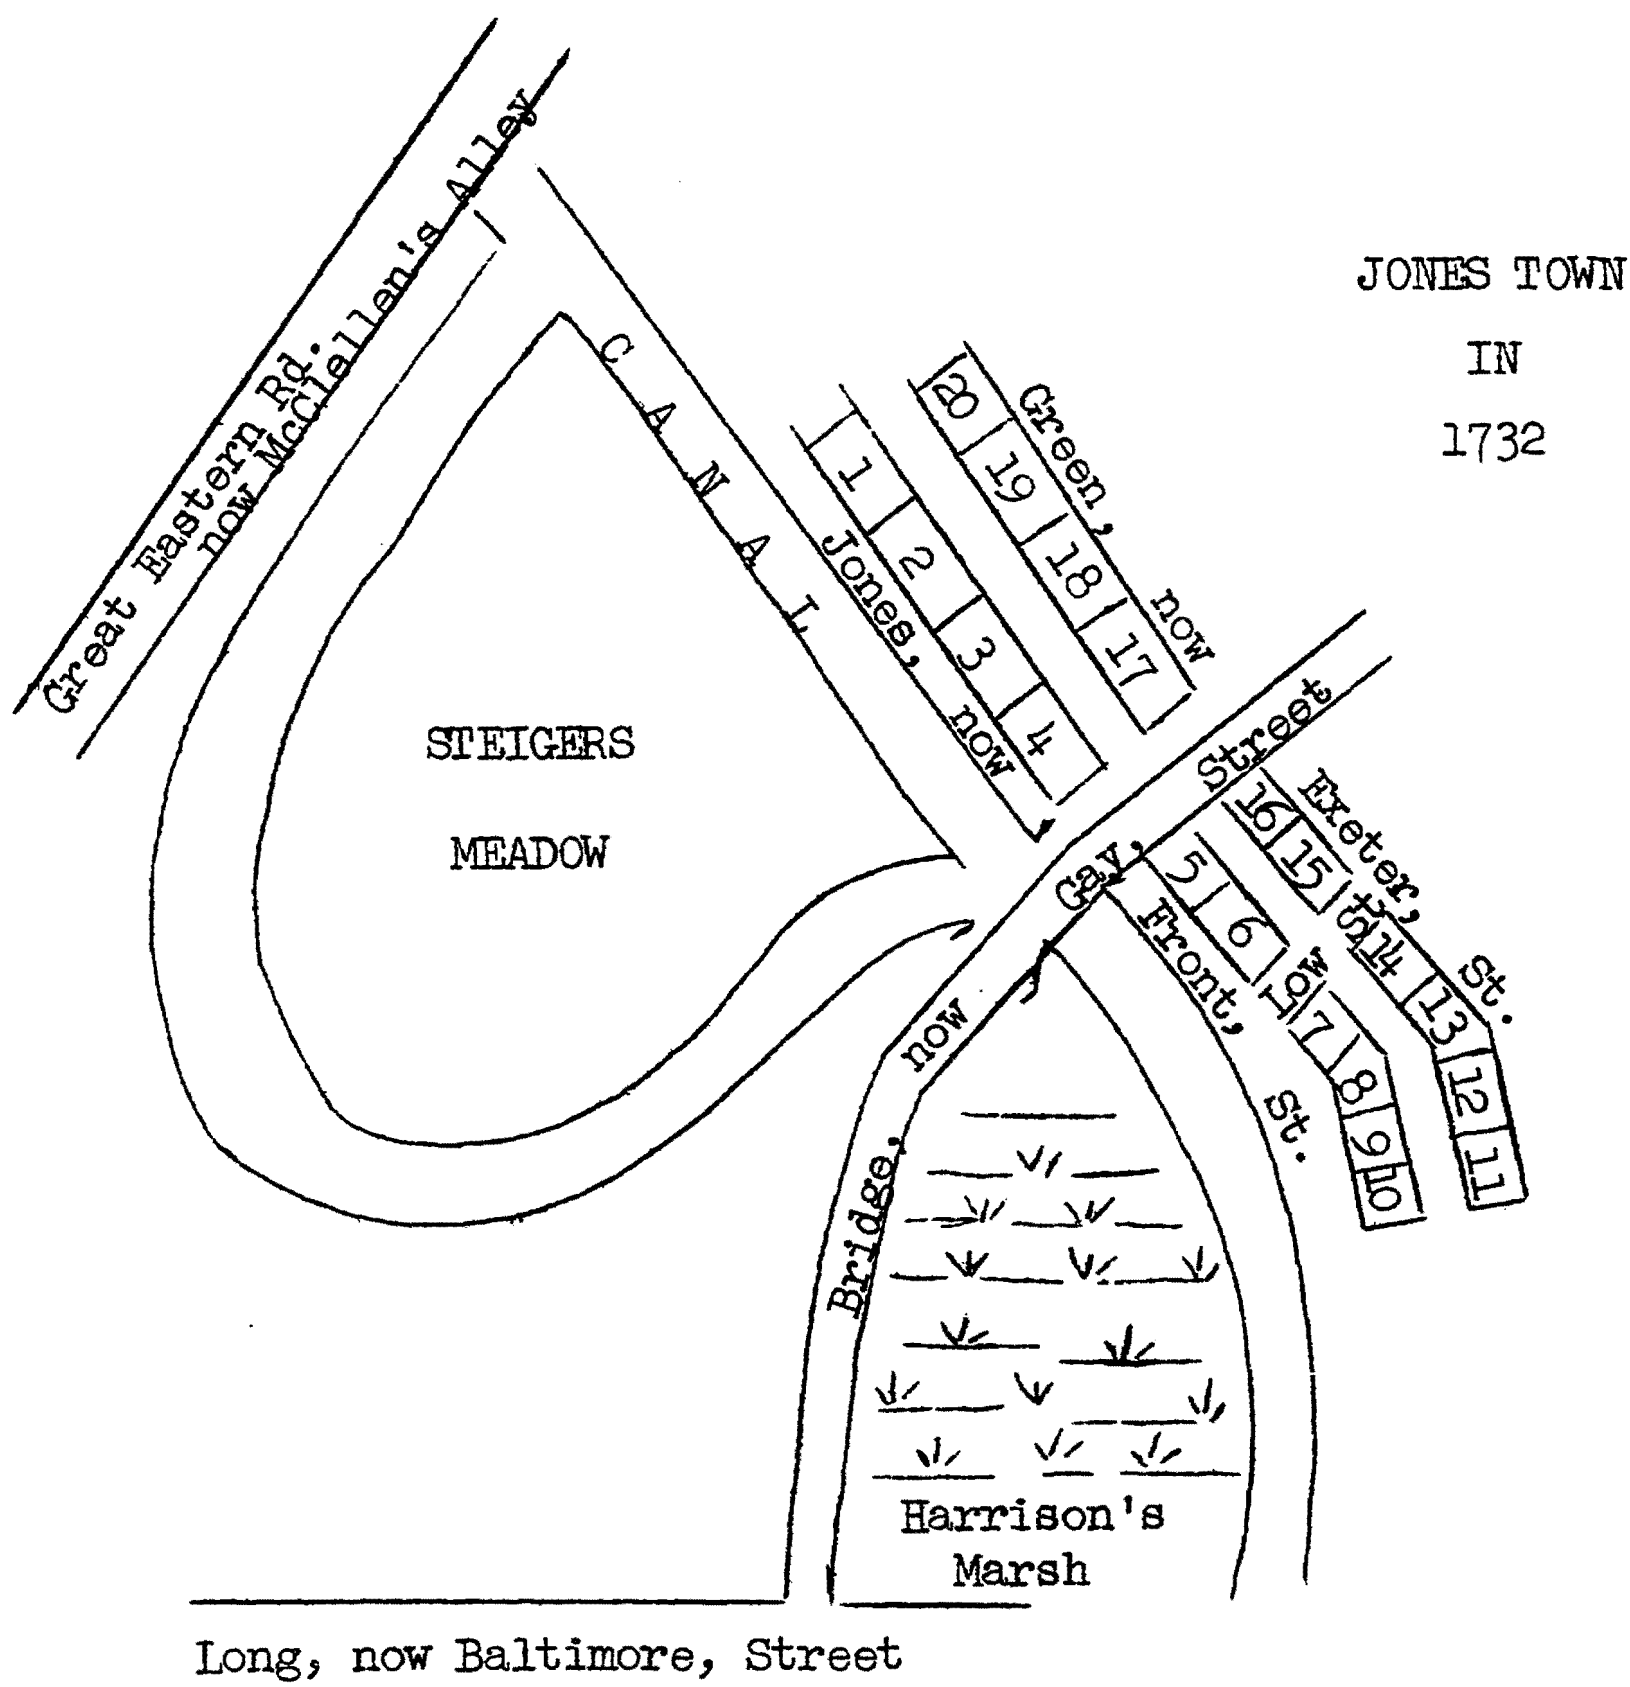 JONES TOWN
IN
1732
Great Eastern Rd.
now McClellen's Alley
CANAL
STEIGERS
MEADOW
Jones, now Front, St.
Green, now Exeter, St.
1
2
3
4
20
19
18
17
Bridge, now Gay, Street
16
15
14
13
12
11
5
6
7
8
9
10
Low St
Harrison's
Marsh
Long, now Baltimore, Street